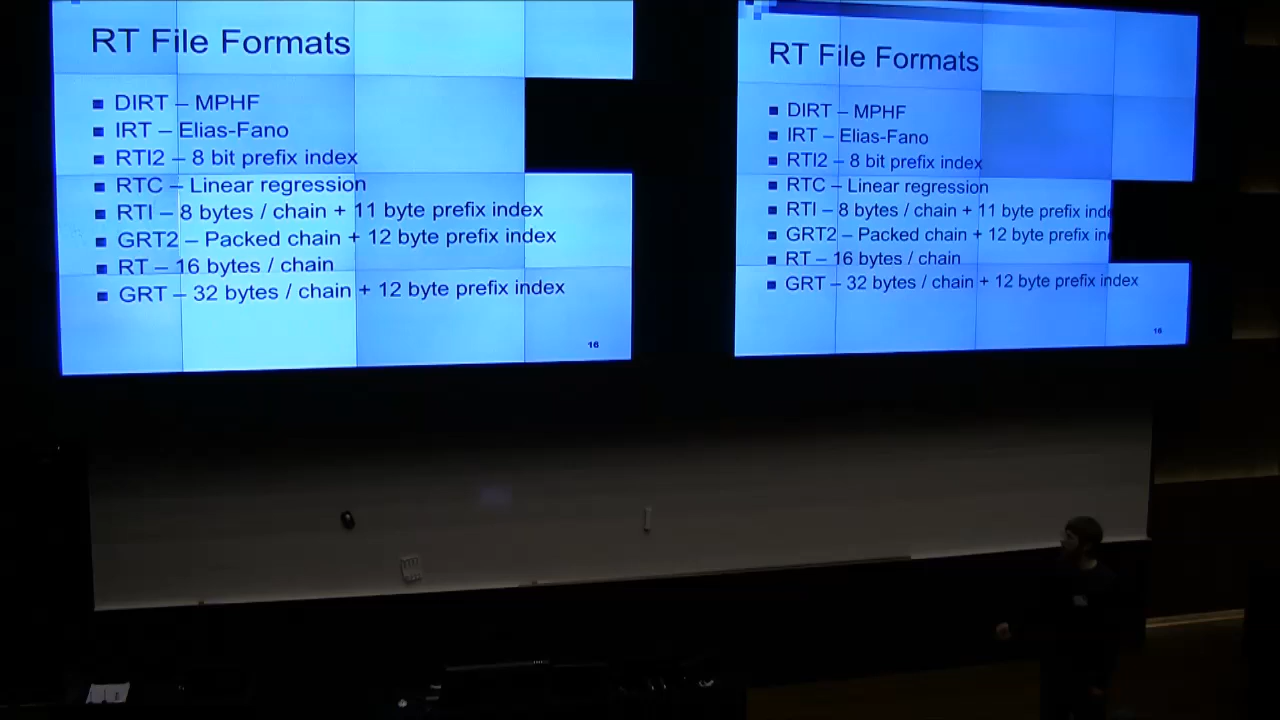 RT File Formats
DIRT – MPHF
IRT – Elias-Fano
RTI2 – 8 bit prefix index
RTC – Linear regression
RTI – 8 bytes / chain + 11 byte prefix index
GRT2 – Packed chain + 12 byte prefix index
RT – 16 bytes / chain
GRT – 32 bytes / chain + 12 byte prefix index
16
RT File Formats
DIRT – MPHF
IRT – Elias-Fano
RTI2 – 8 bit prefix index
RTC – Linear regression
RTI – 8 bytes / chain + 11 byte prefix inde
GRT2 – Packed chain + 12 byte prefix in
RT – 16 bytes / chain
GRT – 32 bytes / chain + 12 byte prefix index
16